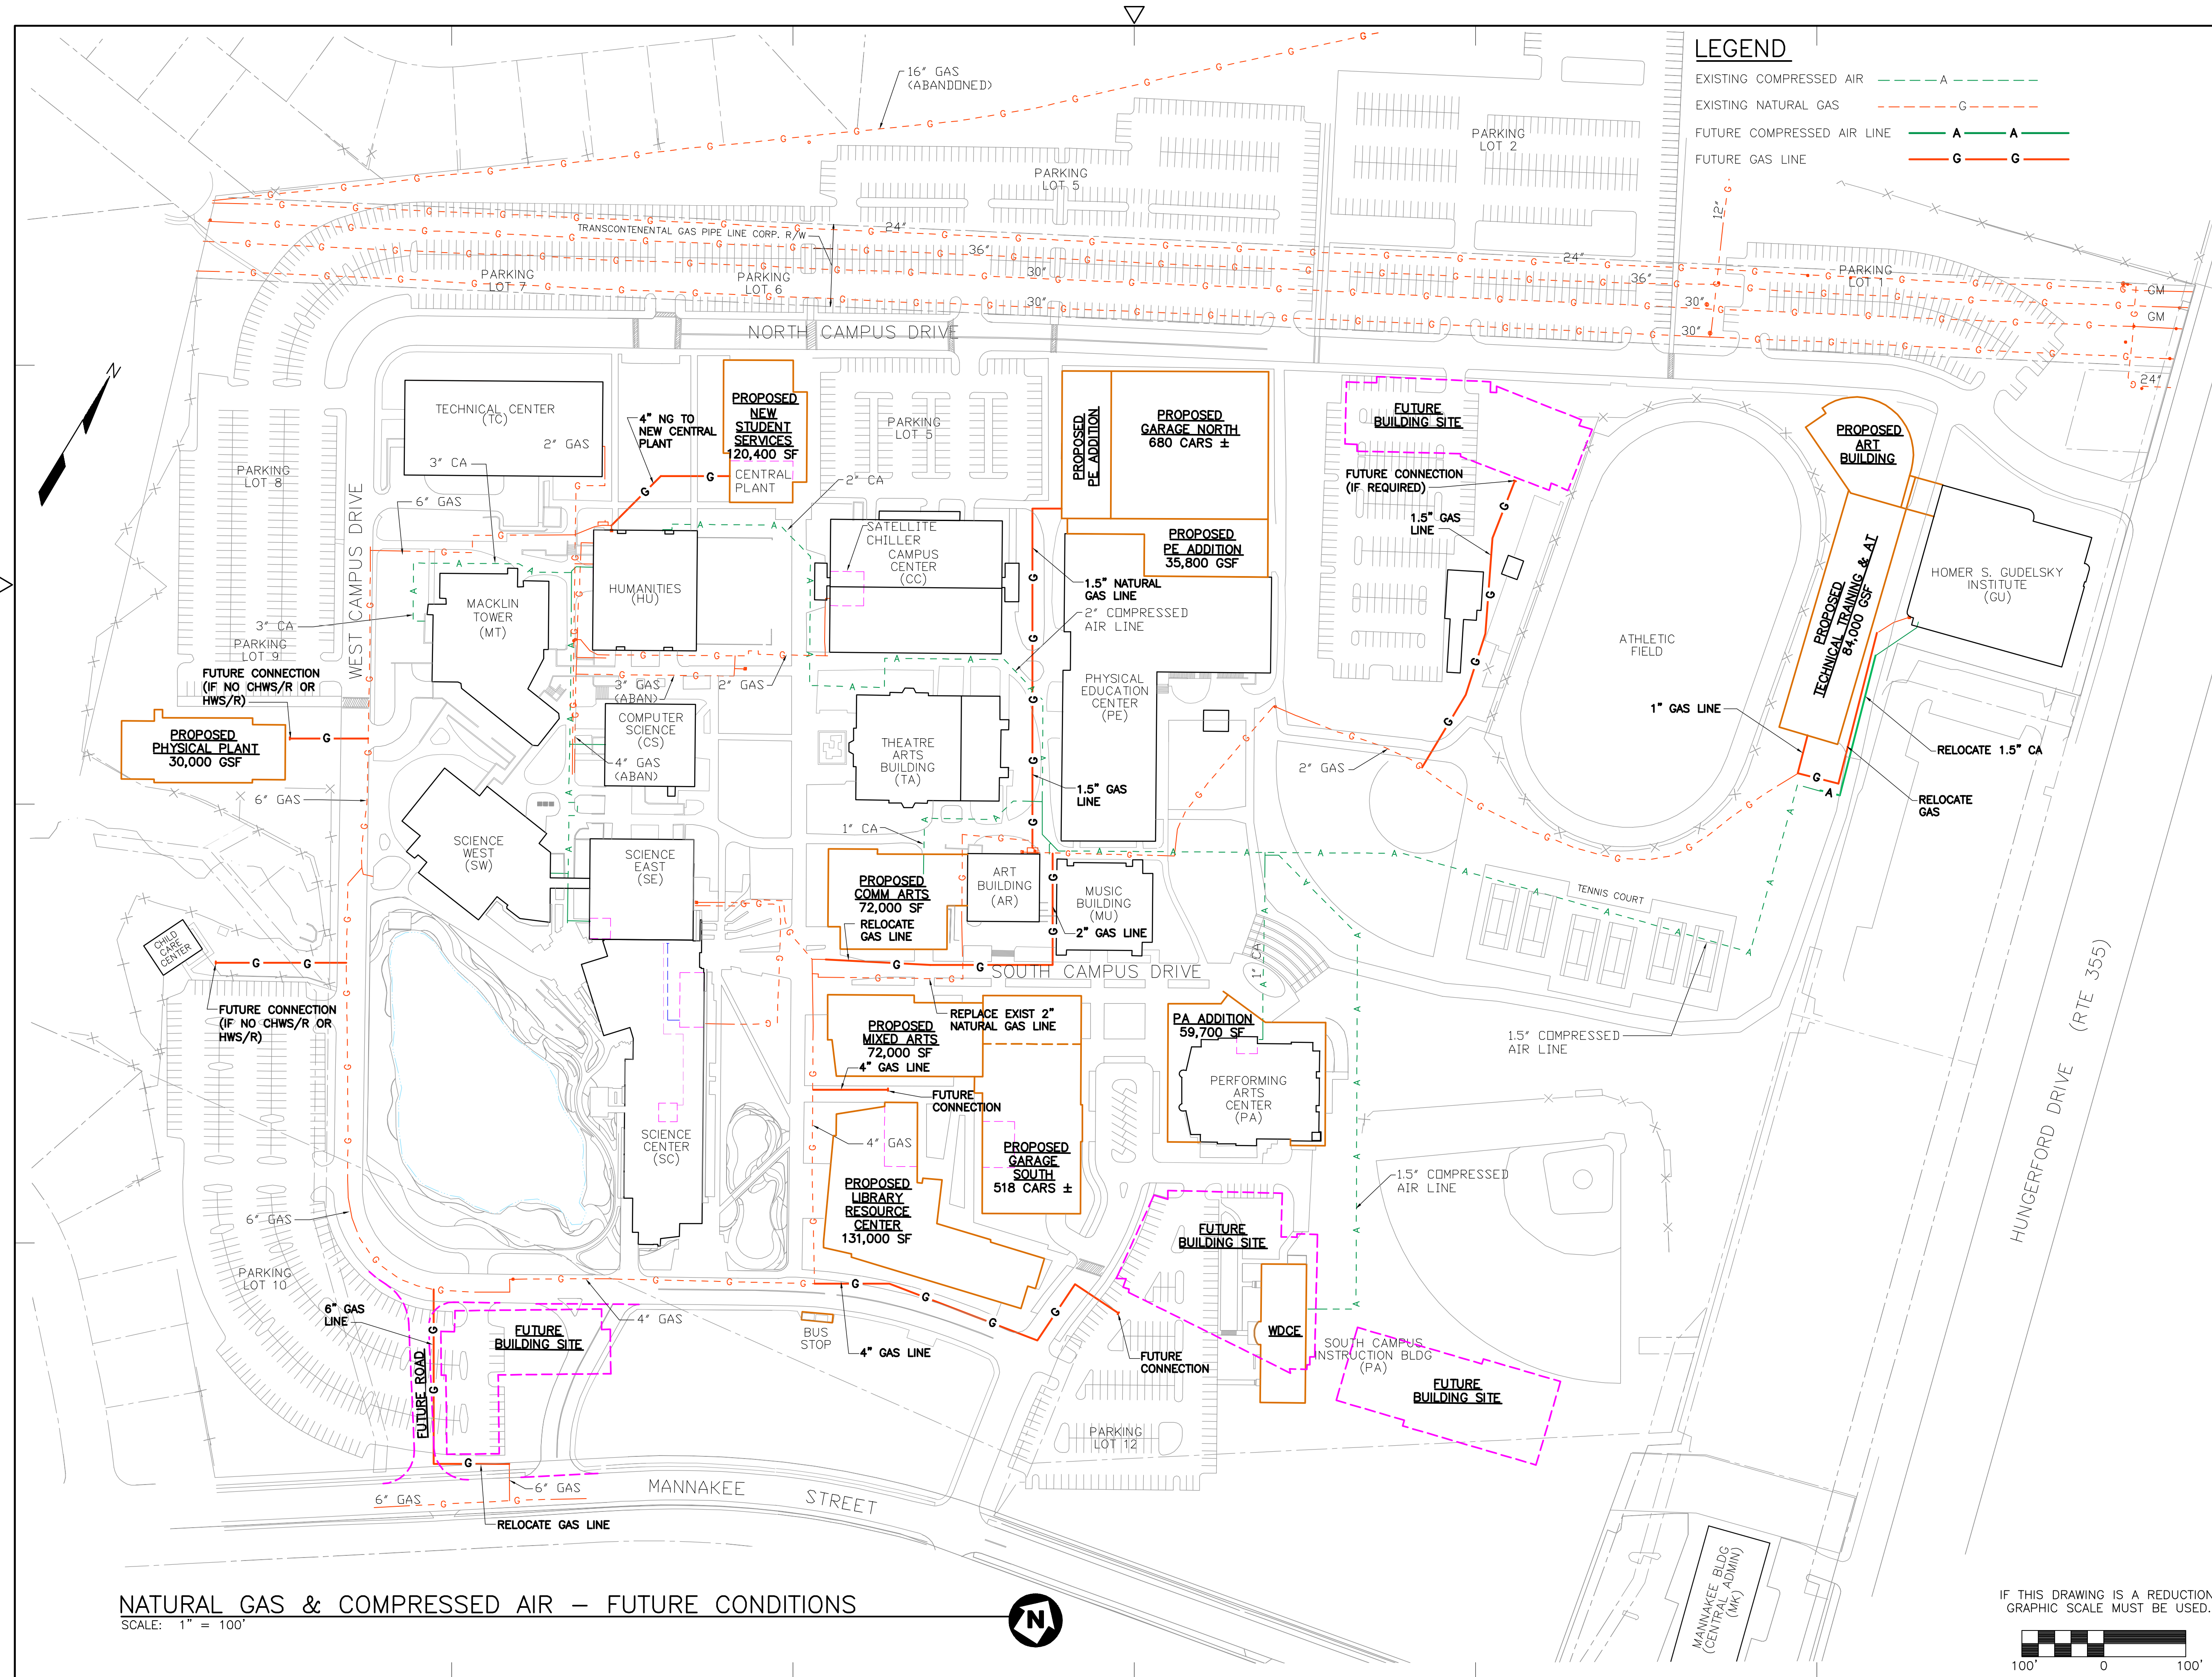 LEGEND
EXISTING COMPRESSED AIR
A
EXISTING NATURAL GAS
G
FUTURE COMPRESSED AIR LINE
A A
FUTURE GAS LINE
G G
16" GAS
(ABANDONED)
PARKING
LOT 5
PARKING
LOT 2
12"
TRANSCONTENENTAL GAS PIPE LINE CORP. R/W
24"
36"
30"
30"
24"
36"
30"
30"
PARKING
LOT 1
GM
GM
24"
PARKING
LOT 7
PARKING
LOT 6
NORTH CAMPUS DRIVE
N
TECHNICAL CENTER
(TC)
2" GAS
3" CA
6" GAS
4" NG TO
NEW CENTRAL
PLANT
PROPOSED
NEW
STUDENT
SERVICES
120,400 SF
CENTRAL
PLANT
2" CA
PARKING
LOT 5
PROPOSED
PE ADDITION
PROPOSED
GARAGE NORTH
680 CARS ±
PROPOSED
PE ADDITION
35,800 GSF
FUTURE
BUILDING SITE
FUTURE CONNECTION
(IF REQUIRED)
1.5" GAS
LINE
PROPOSED
ART
BUILDING
PROPOSED
TECHNICAL TRAINING & AT
84,000 GSF
HOMER S. GUDELSKY
INSTITUTE
(GU)
PARKING
LOT 8
WEST CAMPUS DRIVE
3" CA
PARKING
LOT 9
MACKLIN
TOWER
(MT)
HUMANITIES
(HU)
SATELLITE
CHILLER
CAMPUS
CENTER
(CC)
1.5" NATURAL
GAS LINE
2" COMPRESSED
AIR LINE
ATHLETIC
FIELD
FUTURE CONNECTION
(IF NO CHWS/R OR
HWS/R)
PROPOSED
PHYSICAL PLANT
30,000 GSF
3" GAS
(ABAN)
2" GAS
COMPUTER
SCIENCE
(CS)
4" GAS
(ABAN)
THEATRE
ARTS
BUILDING
(TA)
PHYSICAL
EDUCATION
CENTER
(PE)
1.5" GAS
LINE
2" GAS
1" GAS LINE
RELOCATE 1.5" CA
RELOCATE
GAS
6" GAS
SCIENCE
WEST
(SW)
SCIENCE
EAST
(SE)
1" CA
PROPOSED
COMM ARTS
72,000 SF
RELOCATE
GAS LINE
ART
BUILDING
(AR)
MUSIC
BUILDING
(MU)
2" GAS LINE
TENNIS COURT
CHILD
CARE
CENTER
SOUTH CAMPUS DRIVE
1" CA
FUTURE CONNECTION
(IF NO CHWS/R OR
HWS/R)
REPLACE EXIST 2"
NATURAL GAS LINE
PROPOSED
MIXED ARTS
72,000 SF
4" GAS LINE
FUTURE
CONNECTION
PA ADDITION
59,700 SF
PERFORMING
ARTS
CENTER
(PA)
1.5" COMPRESSED
AIR LINE
SCIENCE
CENTER
(SC)
4" GAS
PROPOSED
GARAGE
SOUTH
518 CARS ±
PROPOSED
LIBRARY
RESOURCE
CENTER
131,000 SF
1.5" COMPRESSED
AIR LINE
HUNGERFORD DRIVE (RTE 355)
6" GAS
PARKING
LOT 10
6" GAS
LINE
FUTURE ROAD
FUTURE
BUILDING SITE
4" GAS
BUS
STOP
4" GAS LINE
FUTURE
CONNECTION
FUTURE
BUILDING SITE
WDCE
SOUTH CAMPUS
INSTRUCTION BLDG
(PA)
FUTURE
BUILDING SITE
PARKING
LOT 12
6" GAS
6" GAS
RELOCATE GAS LINE
MANNAKEE STREET
MANNAKEE BLDG
(CENTRAL ADMIN)
(MK)
NATURAL GAS & COMPRESSED AIR – FUTURE CONDITIONS
SCALE: 1" = 100'
N
IF THIS DRAWING IS A REDUCTION
GRAPHIC SCALE MUST BE USED.
100' 0 100'